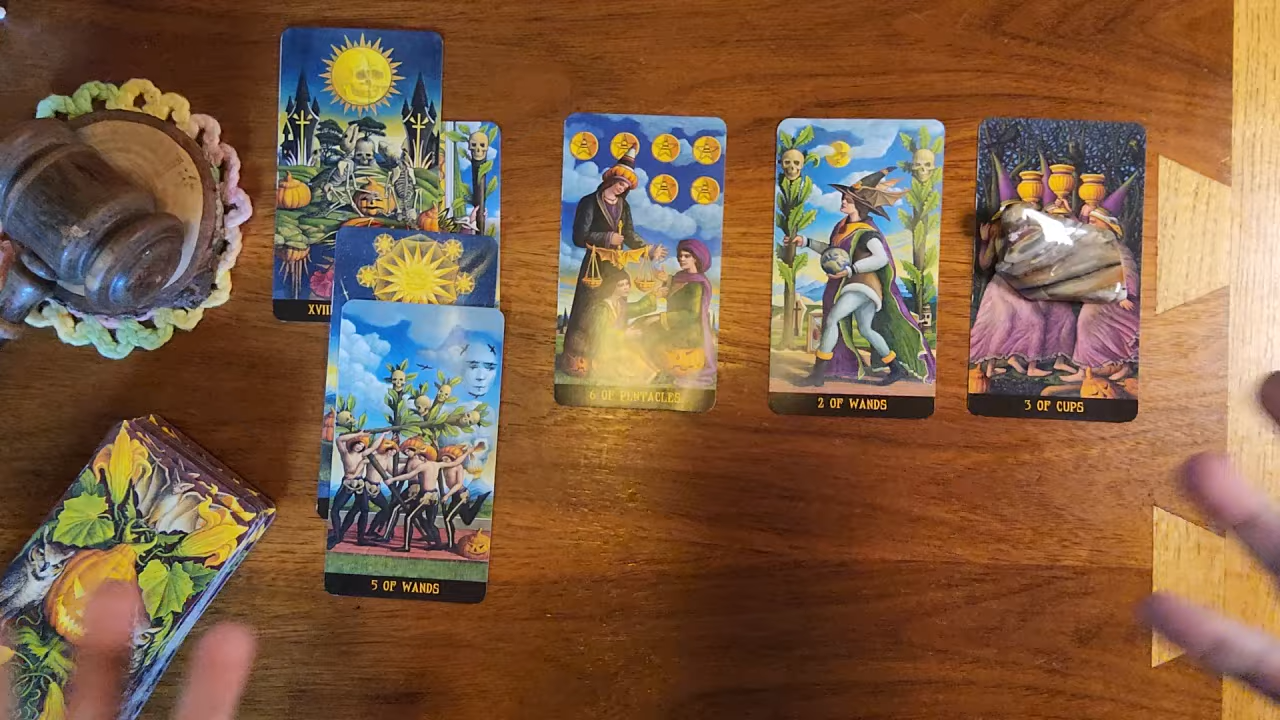 XVIII
6 OF PENTACLES
2 OF WANDS
3 OF CUPS
5 OF WANDS